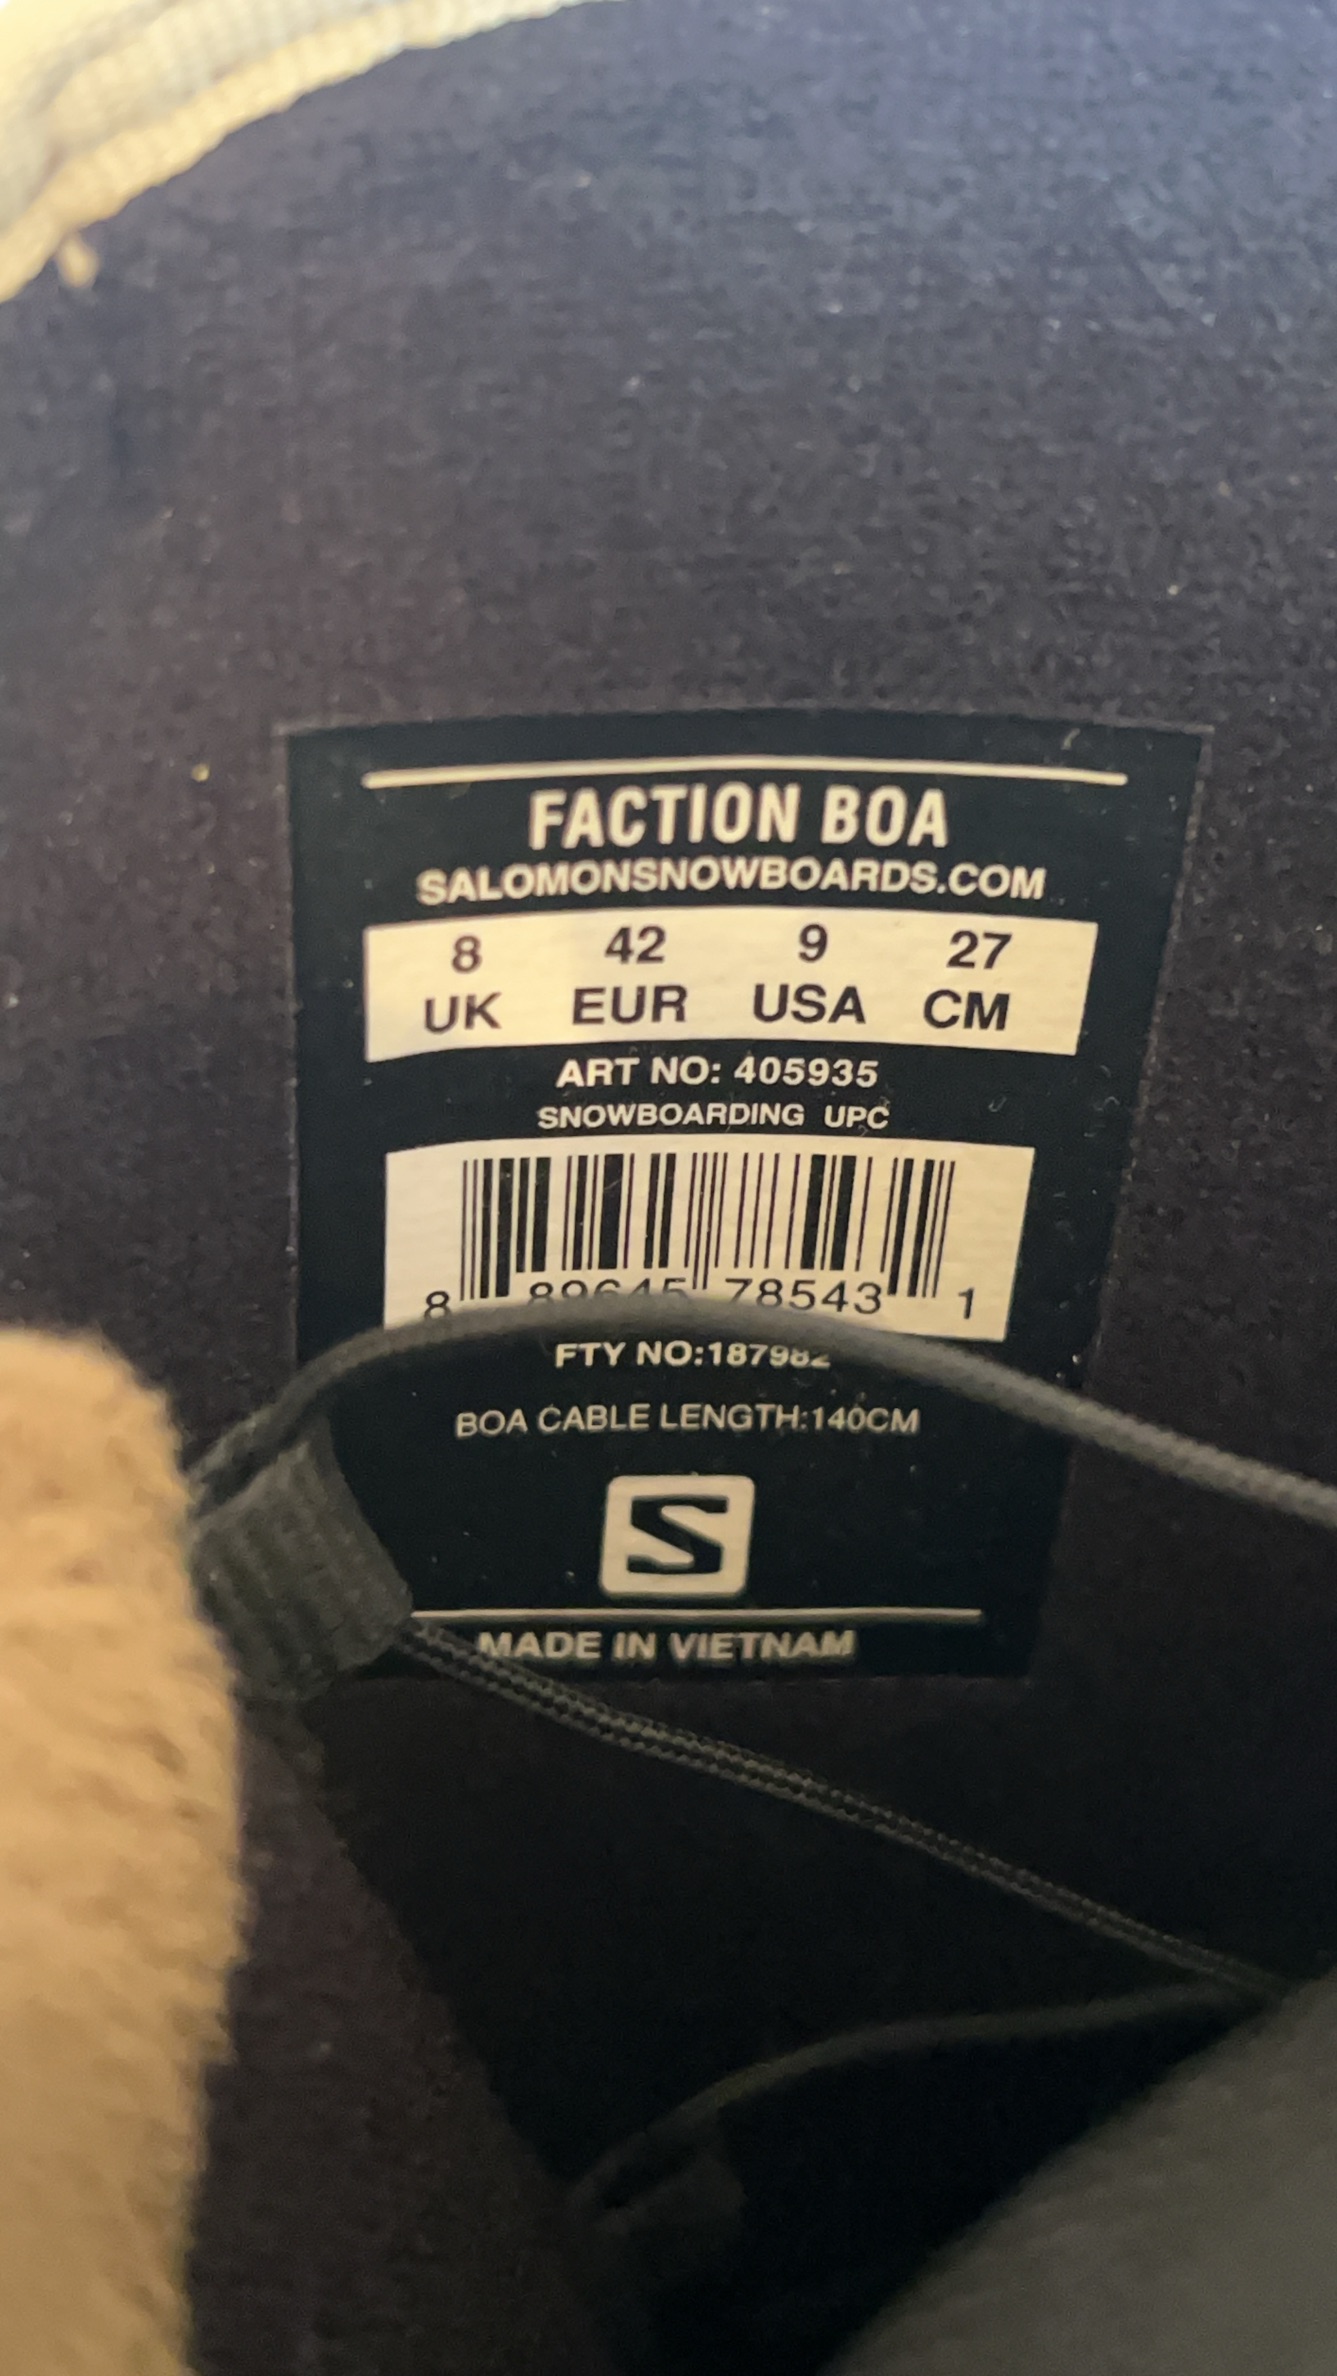 FACTION BOA
SALOMONSNOWBOARDS.COM
8 42 9 27
UK EUR USA CM
ART NO: 405935
SNOWBOARDING UPC
8 89645 78543 1
FTY NO:187982
BOA CABLE LENGTH:140CM
S
MADE IN VIETNAM